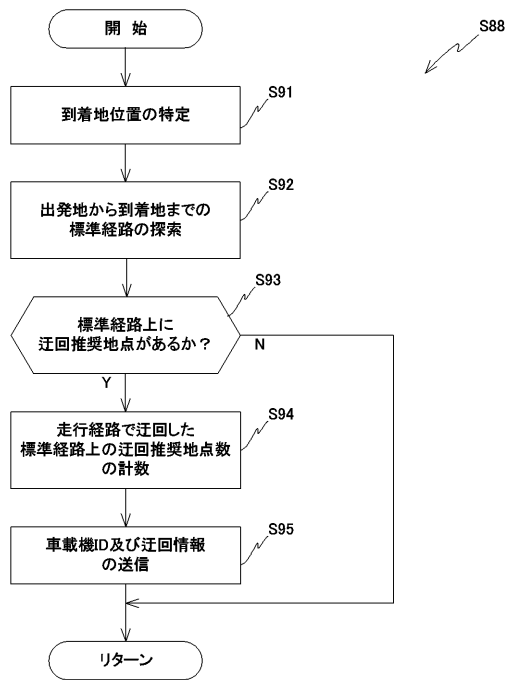 開 始
S88
S91
到着地位置の特定
S92
出発地から到着地までの
標準経路の探索
S93
標準経路上に
迂回推奨地点があるか？
N
Y
S94
走行経路で迂回した
標準経路上の迂回推奨地点数
の計数
S95
車載機ID及び迂回情報
の送信
リターン